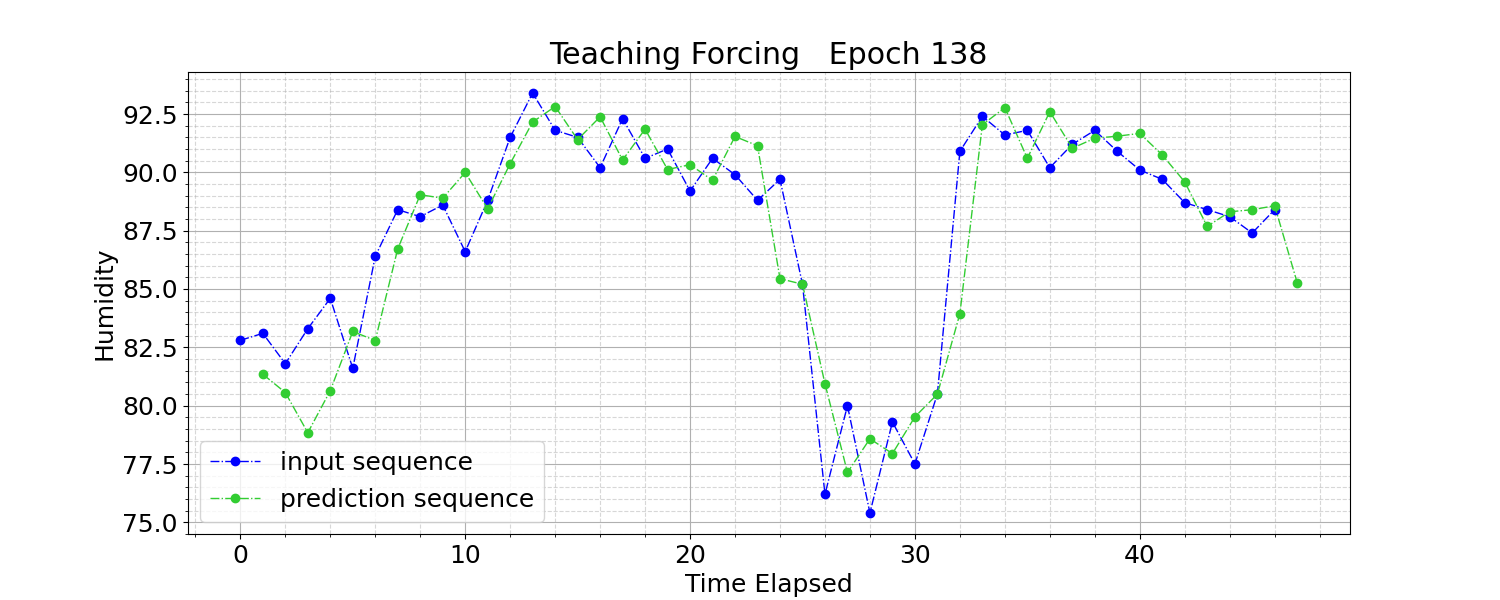 Teaching Forcing   Epoch 138
92.5
90.0
87.5
85.0
82.5
80.0
77.5
75.0
Humidity
input sequence
prediction sequence
0
10
20
30
40
Time Elapsed